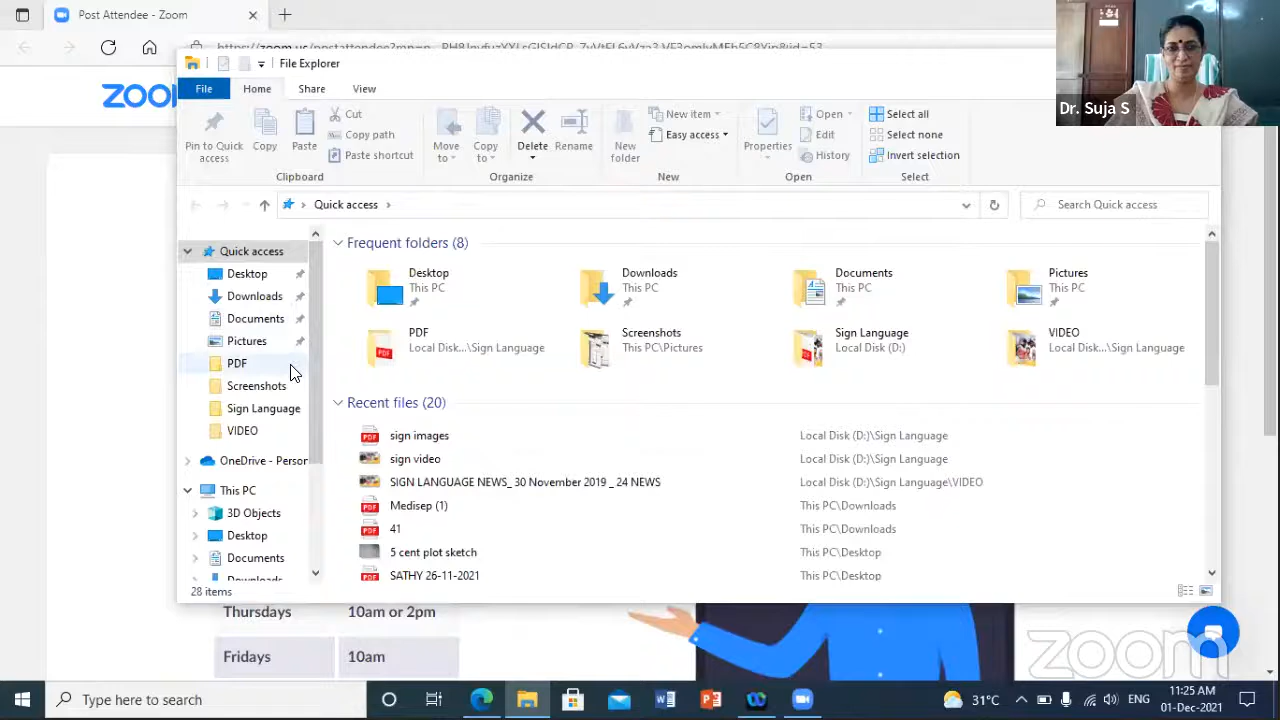 Post Attendee - Zoom
ZOOM
File Explorer
Dr. Suja S
File
Home
Share
View
Pin to Quick access
Copy
Paste
Cut
Copy path
Paste shortcut
Clipboard
Move to
Copy to
Delete
Rename
Organize
New folder
New item
Easy access
New
Properties
Open
Edit
History
Open
Select all
Select none
Invert selection
Select
Quick access
Search Quick access
Quick access
Desktop
Downloads
Documents
Pictures
PDF
Screenshots
Sign Language
VIDEO
OneDrive - Person
This PC
3D Objects
Desktop
Documents
Downloads
Frequent folders (8)
Desktop
This PC
Downloads
This PC
Documents
This PC
Pictures
This PC
PDF
Local Disk...\Sign Language
Screenshots
This PC\Pictures
Sign Language
Local Disk (D:)
VIDEO
Local Disk...\Sign Language
Recent files (20)
sign images Local Disk (D:)\Sign Language
sign video Local Disk (D:)\Sign Language
SIGN LANGUAGE NEWS_ 30 November 2019 _ 24 NEWS Local Disk (D:)\Sign Language\VIDEO
Medisep (1) This PC\Downloads
41 This PC\Downloads
5 cent plot sketch This PC\Desktop
SATHY 26-11-2021 This PC\Desktop
28 items
Thursdays 10am or 2pm
Fridays 10am
zoom
Type here to search
31°C
ENG
11:25 AM
01-Dec-2021